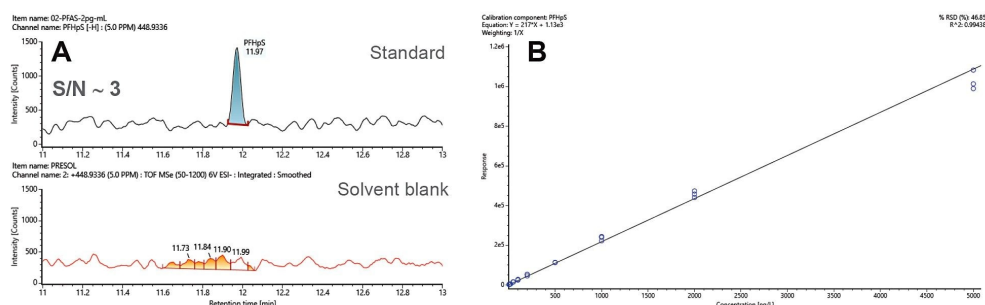 Item name: 02-PFAS-2pg-mL
Channel name: PFHpS [-H] : (5.0 PPM) 448.9336
A
PFHpS
11.97
Standard
S/N ~ 3
Intensity [Counts]
1500
1000
500
0
11 11.2 11.4 11.6 11.8 12 12.2 12.4 12.6 12.8 13
Item name: PRESOL
Channel name: 2: +448.9336 (5.0 PPM) : TOF MSe (50-1200) 6V ESI- : Integrated : Smoothed
Solvent blank
Intensity [Counts]
1500
1000
500
0
11.73 11.84 11.90 11.99
11 11.2 11.4 11.6 11.8 12 12.2 12.4 12.6 12.8 13
Retention time [min]
Calibration component: PFHpS
Equation: Y = 217*X + 1.13e3
Weighting: 1/X
% RSD (%): 46.85
R^2: 0.99438
B
Response
1.2e6
1e6
8e5
6e5
4e5
2e5
0
500 1000 1500 2000 2500 3000 3500 4000 4500 5000